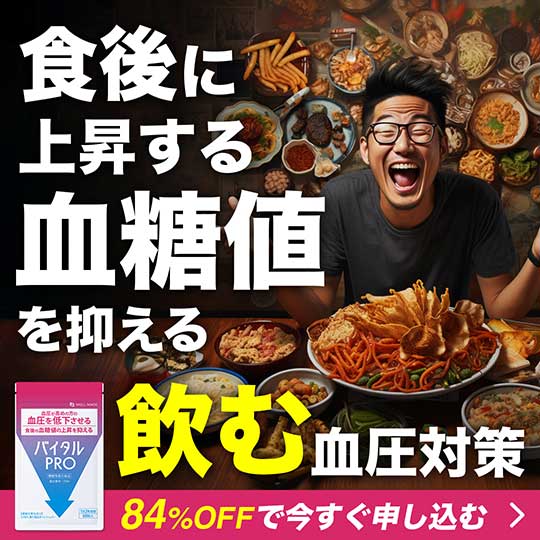 食後に
上昇する
血糖値
を抑える
WELL MADE
血圧が高めの方の
血圧を低下させる
食後の血糖値の上昇を抑える
バイタル
PRO
飲む血圧対策
84%OFFで今すぐ申し込む